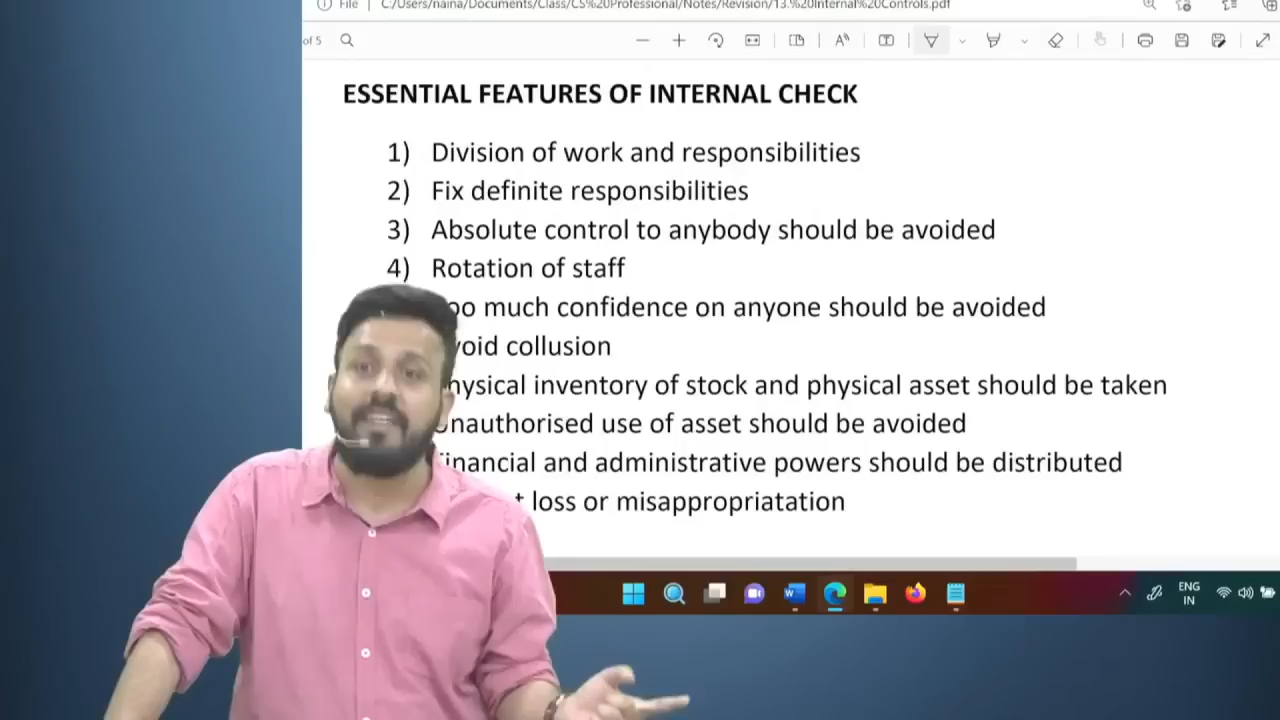 File | C:/Users/naina/Documents/Class/CS%20Professional/Notes/Revision/13.%20Internal%20Controls.pdf
of 5
ESSENTIAL FEATURES OF INTERNAL CHECK
1) Division of work and responsibilities
2) Fix definite responsibilities
3) Absolute control to anybody should be avoided
4) Rotation of staff
much confidence on anyone should be avoided
collusion
inventory of stock and physical asset should be taken
Unauthorised use of asset should be avoided
Financial and administrative powers should be distributed
loss or misappropriatation
ENG
IN